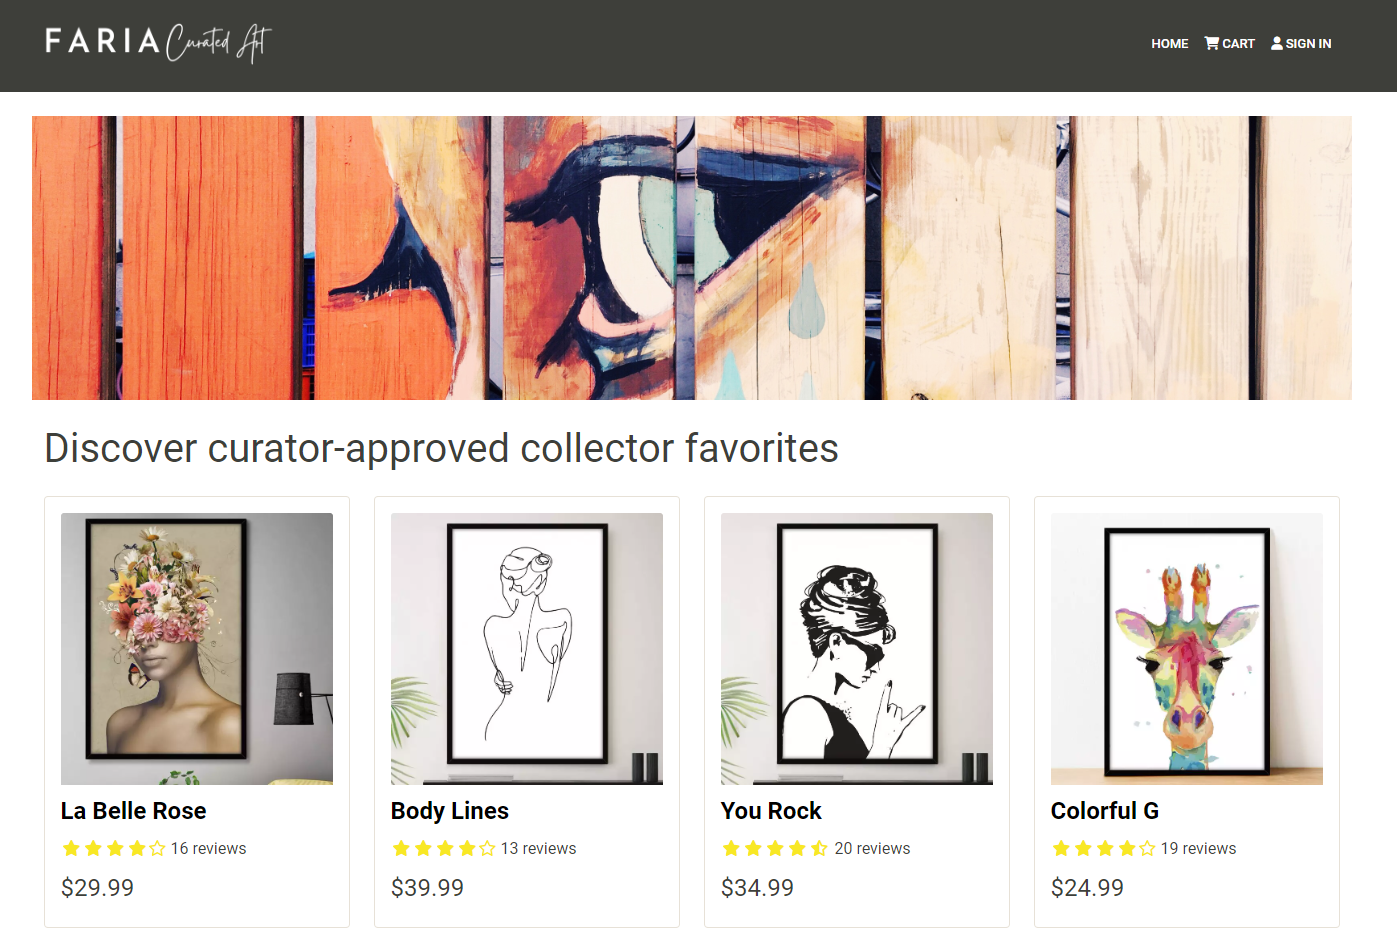 FARIA Curated Art
HOME CART SIGN IN
Discover curator-approved collector favorites
La Belle Rose
16 reviews
$29.99
Body Lines
13 reviews
$39.99
You Rock
20 reviews
$34.99
Colorful G
19 reviews
$24.99